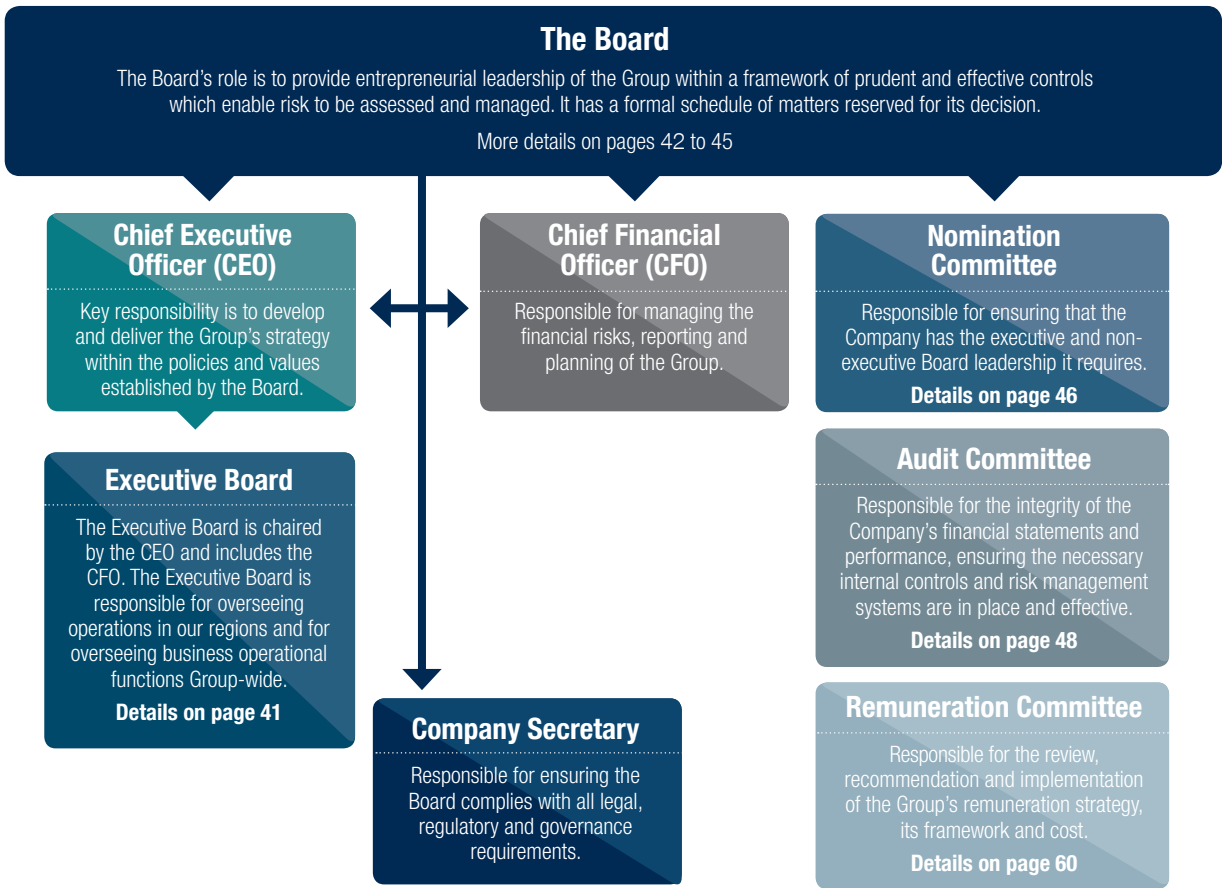 The Board
The Board's role is to provide entrepreneurial leadership of the Group within a framework of prudent and effective controls
which enable risk to be assessed and managed. It has a formal schedule of matters reserved for its decision.
More details on pages 42 to 45
Chief Executive
Officer (CEO)
Key responsibility is to develop
and deliver the Group's strategy
within the policies and values
established by the Board.
Executive Board
The Executive Board is chaired
by the CEO and includes the
CFO. The Executive Board is
responsible for overseeing
operations in our regions and for
overseeing business operational
functions Group-wide.
Details on page 41
Chief Financial
Officer (CFO)
Responsible for managing the
financial risks, reporting and
planning of the Group.
Company Secretary
Responsible for ensuring the
Board complies with all legal,
regulatory and governance
requirements.
Nomination
Committee
Responsible for ensuring that the
Company has the executive and non-
executive Board leadership it requires.
Details on page 46
Audit Committee
Responsible for the integrity of the
Company's financial statements and
performance, ensuring the necessary
internal controls and risk management
systems are in place and effective.
Details on page 48
Remuneration Committee
Responsible for the review,
recommendation and implementation
of the Group's remuneration strategy,
its framework and cost.
Details on page 60